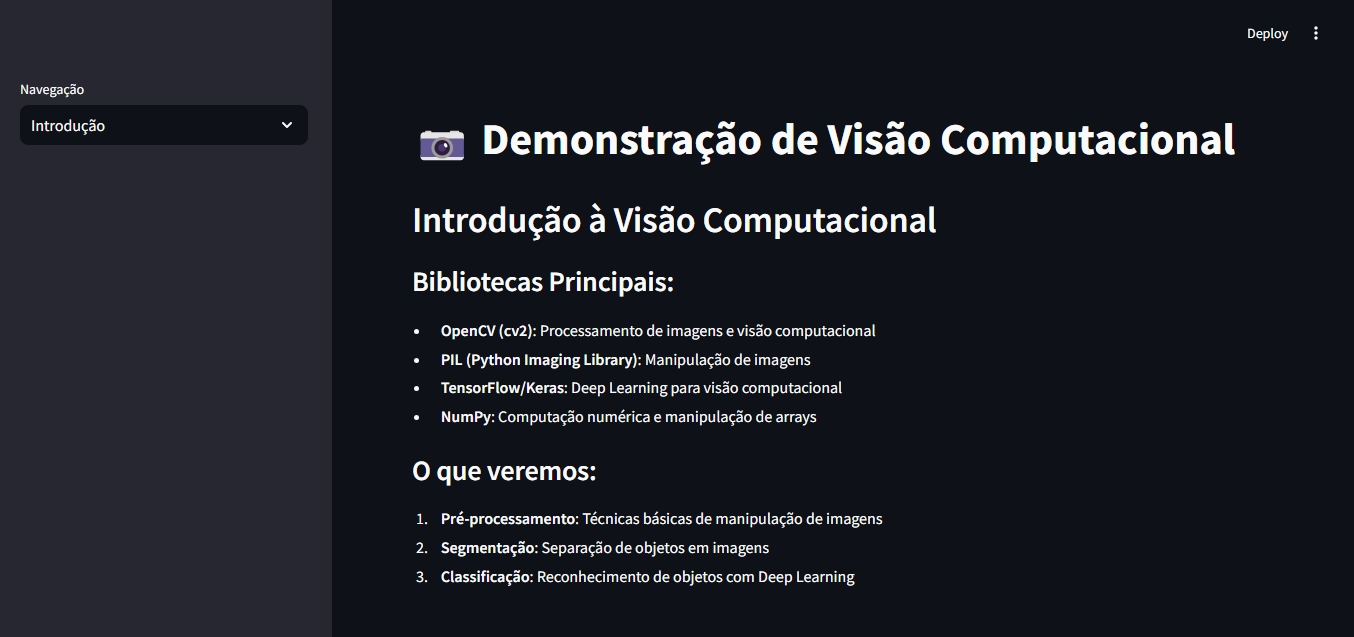 Deploy
Navegação
Introdução
Demonstração de Visão Computacional
Introdução à Visão Computacional
Bibliotecas Principais:
• OpenCV (cv2): Processamento de imagens e visão computacional
• PIL (Python Imaging Library): Manipulação de imagens
• TensorFlow/Keras: Deep Learning para visão computacional
• NumPy: Computação numérica e manipulação de arrays
O que veremos:
1. Pré-processamento: Técnicas básicas de manipulação de imagens
2. Segmentação: Separação de objetos em imagens
3. Classificação: Reconhecimento de objetos com Deep Learning